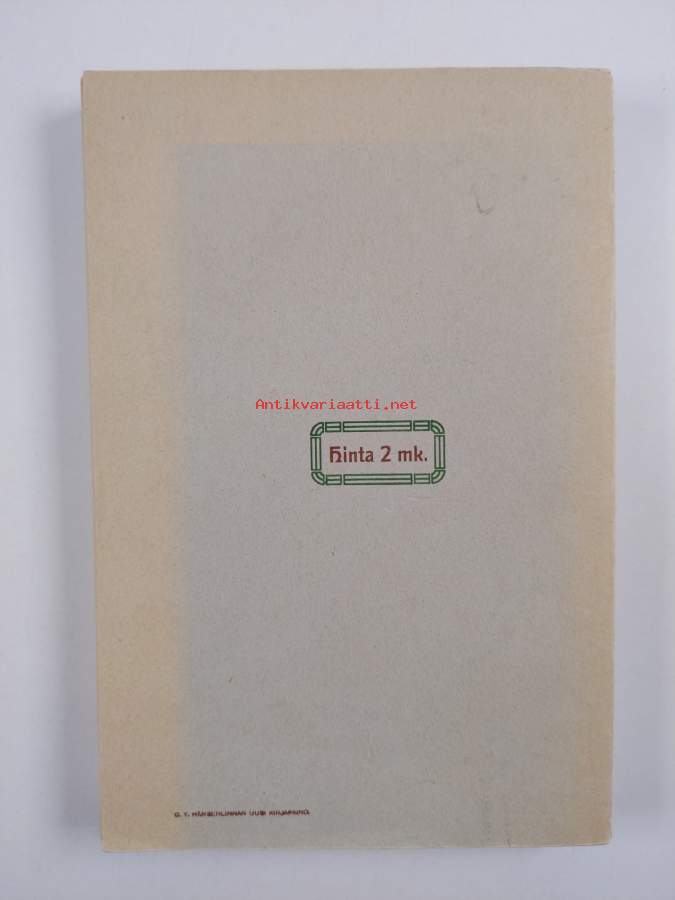 Antikvariaatti.net
Hinta 2 mk.
O. Y. HÄMEENLINNAN UUSI KIRJAPAINO.